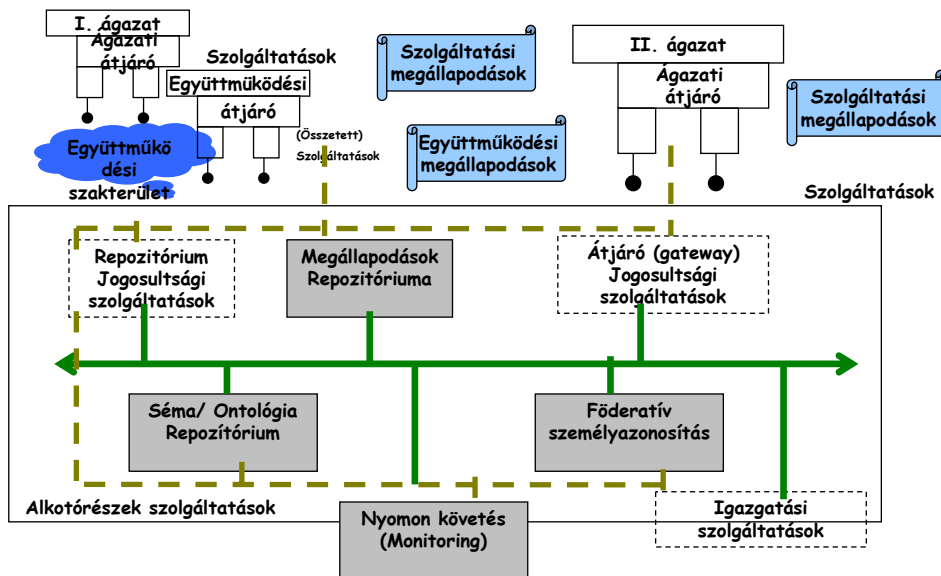 I. ágazat
Ágazati
átjáró
Szolgáltatások
Együttmüködési
átjáró
(Összetett)
Szolgáltatások
Együttműkö
dési
szakterület
Szolgáltatási
megállapodások
Együttműködési
megállapodások
II. ágazat
Ágazati
átjáró
Szolgáltatási
megállapodások
Szolgáltatások
Repozitórium
Jogosultsági
szolgáltatások
Megállapodások
Repozitóriuma
Átjáró (gateway)
Jogosultsági
szolgáltatások
Séma/ Ontológia
Repozítórium
Föderatív
személyazonosítás
Alkotórészek szolgáltatások
Nyomon követés
(Monitoring)
Igazgatási
szolgáltatások